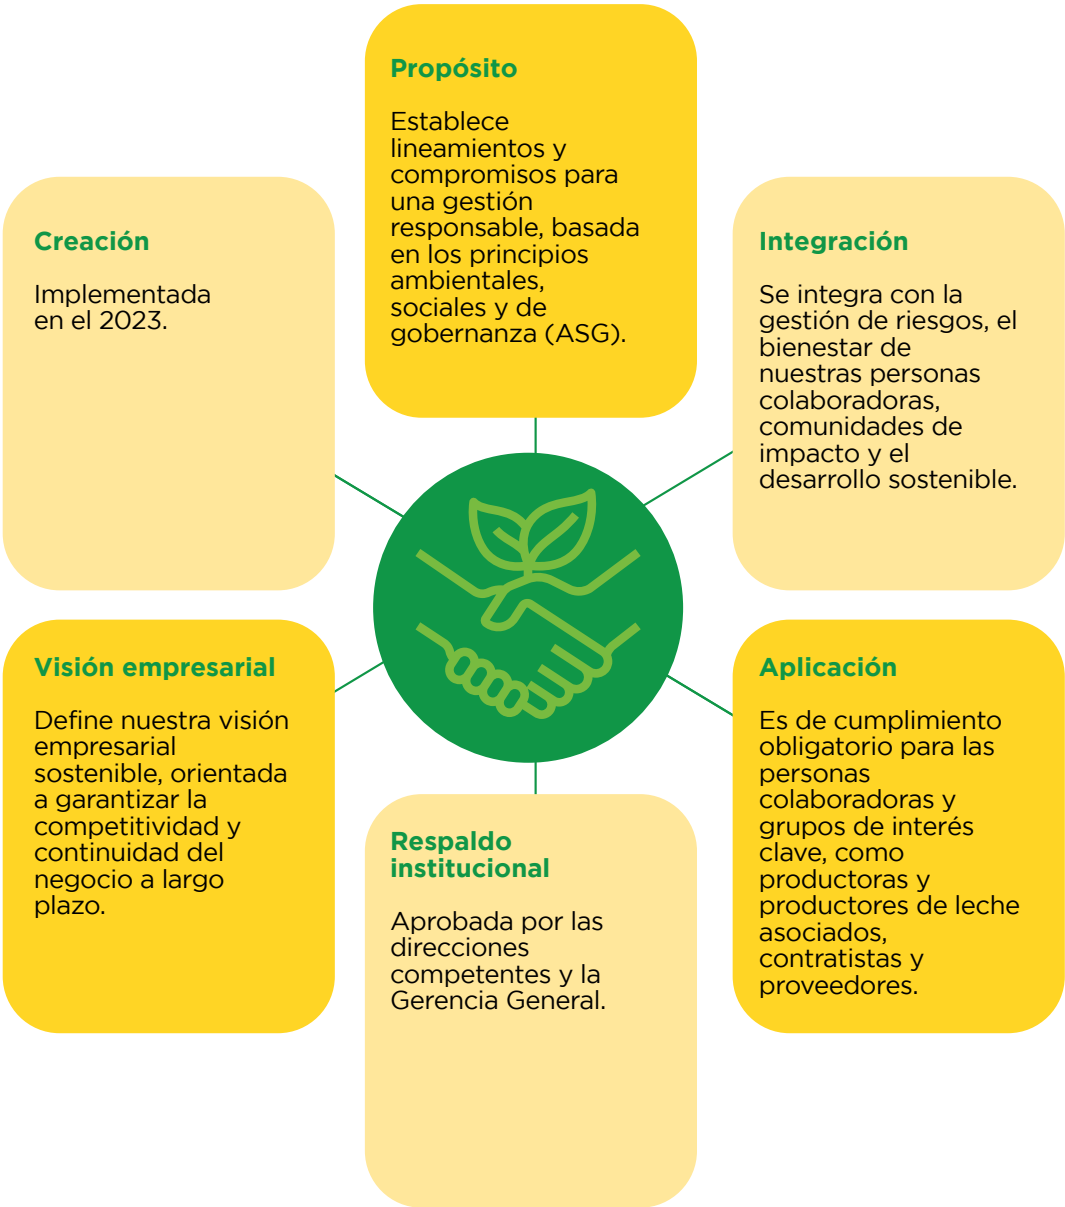 Propósito
Establece
lineamientos y
compromisos para
una gestión
responsable, basada
en los principios
ambientales,
sociales y de
gobernanza (ASG).
Creación
Implementada
en el 2023.
Integración
Se integra con la
gestión de riesgos, el
bienestar de
nuestras personas
colaboradoras,
comunidades de
impacto y el
desarrollo sostenible.
Visión empresarial
Define nuestra visión
empresarial
sostenible, orientada
a garantizar la
competitividad y
continuidad del
negocio a largo
plazo.
Aplicación
Es de cumplimiento
obligatorio para las
personas
colaboradoras y
grupos de interés
clave, como
productoras y
productores de leche
asociados,
contratistas y
proveedores.
Respaldo
institucional
Aprobada por las
direcciones
competentes y la
Gerencia General.